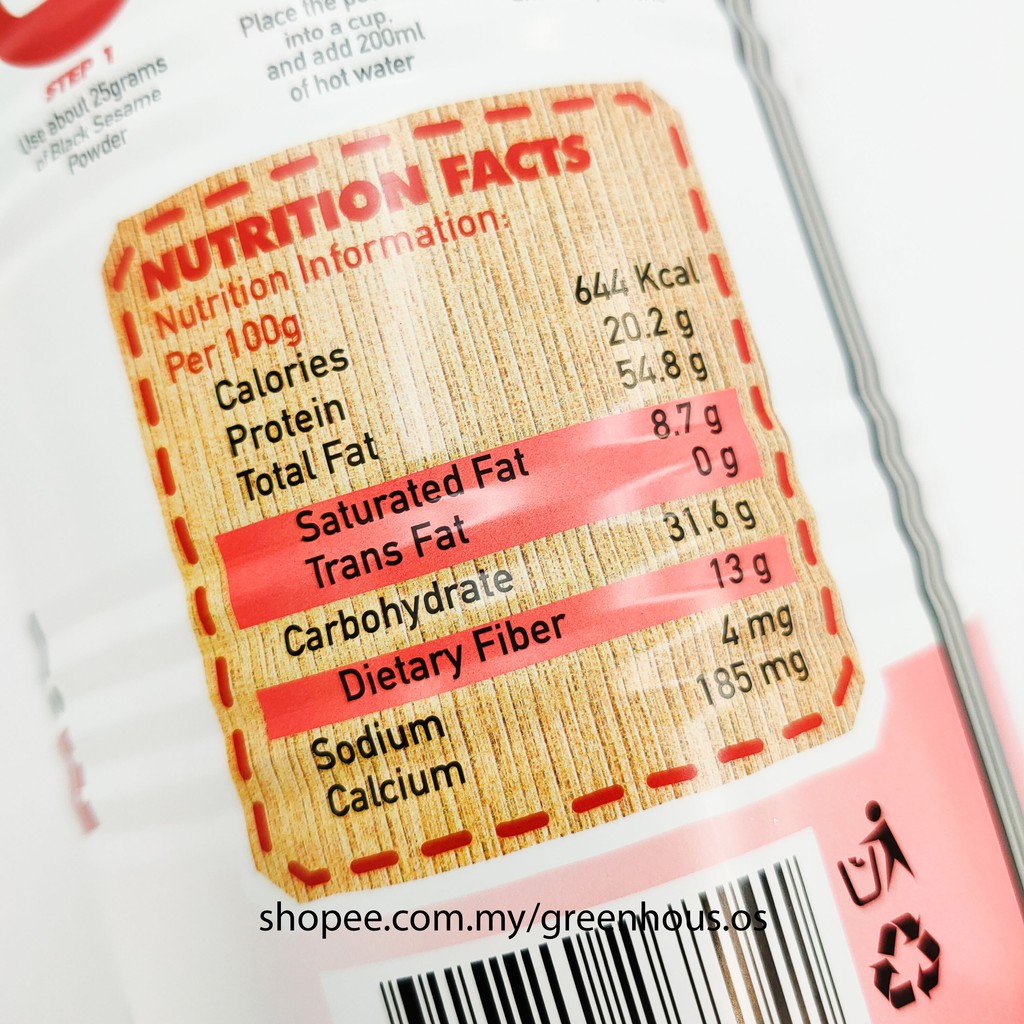 STEP 1
Use about 25grams
of Black Sesame
Powder
Place the
into a cup.
and add 200ml
of hot water
NUTRITION FACTS
Nutrition Information:
Per 100g
Calories 644 Kcal
Protein 20.2 g
Total Fat 54.8 g
Saturated Fat 8.7 g
Trans Fat 0 g
Carbohydrate 31.6 g
Dietary Fiber 13 g
Sodium 4 mg
Calcium 185 mg
shopee.com.my/greenhous.os